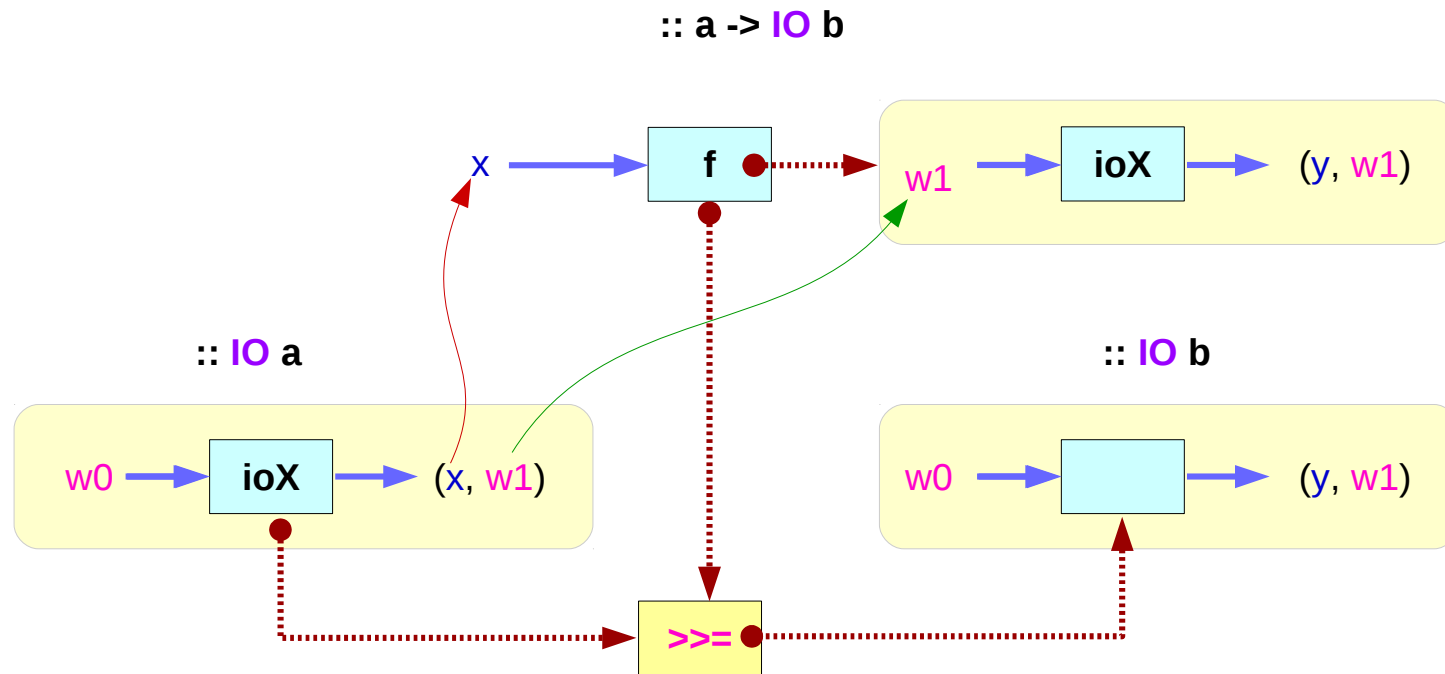 :: a -> IO b
x f w1 ioX (y, w1)
:: IO a :: IO b
w0 ioX (x, w1) w0 (y, w1)
>>=